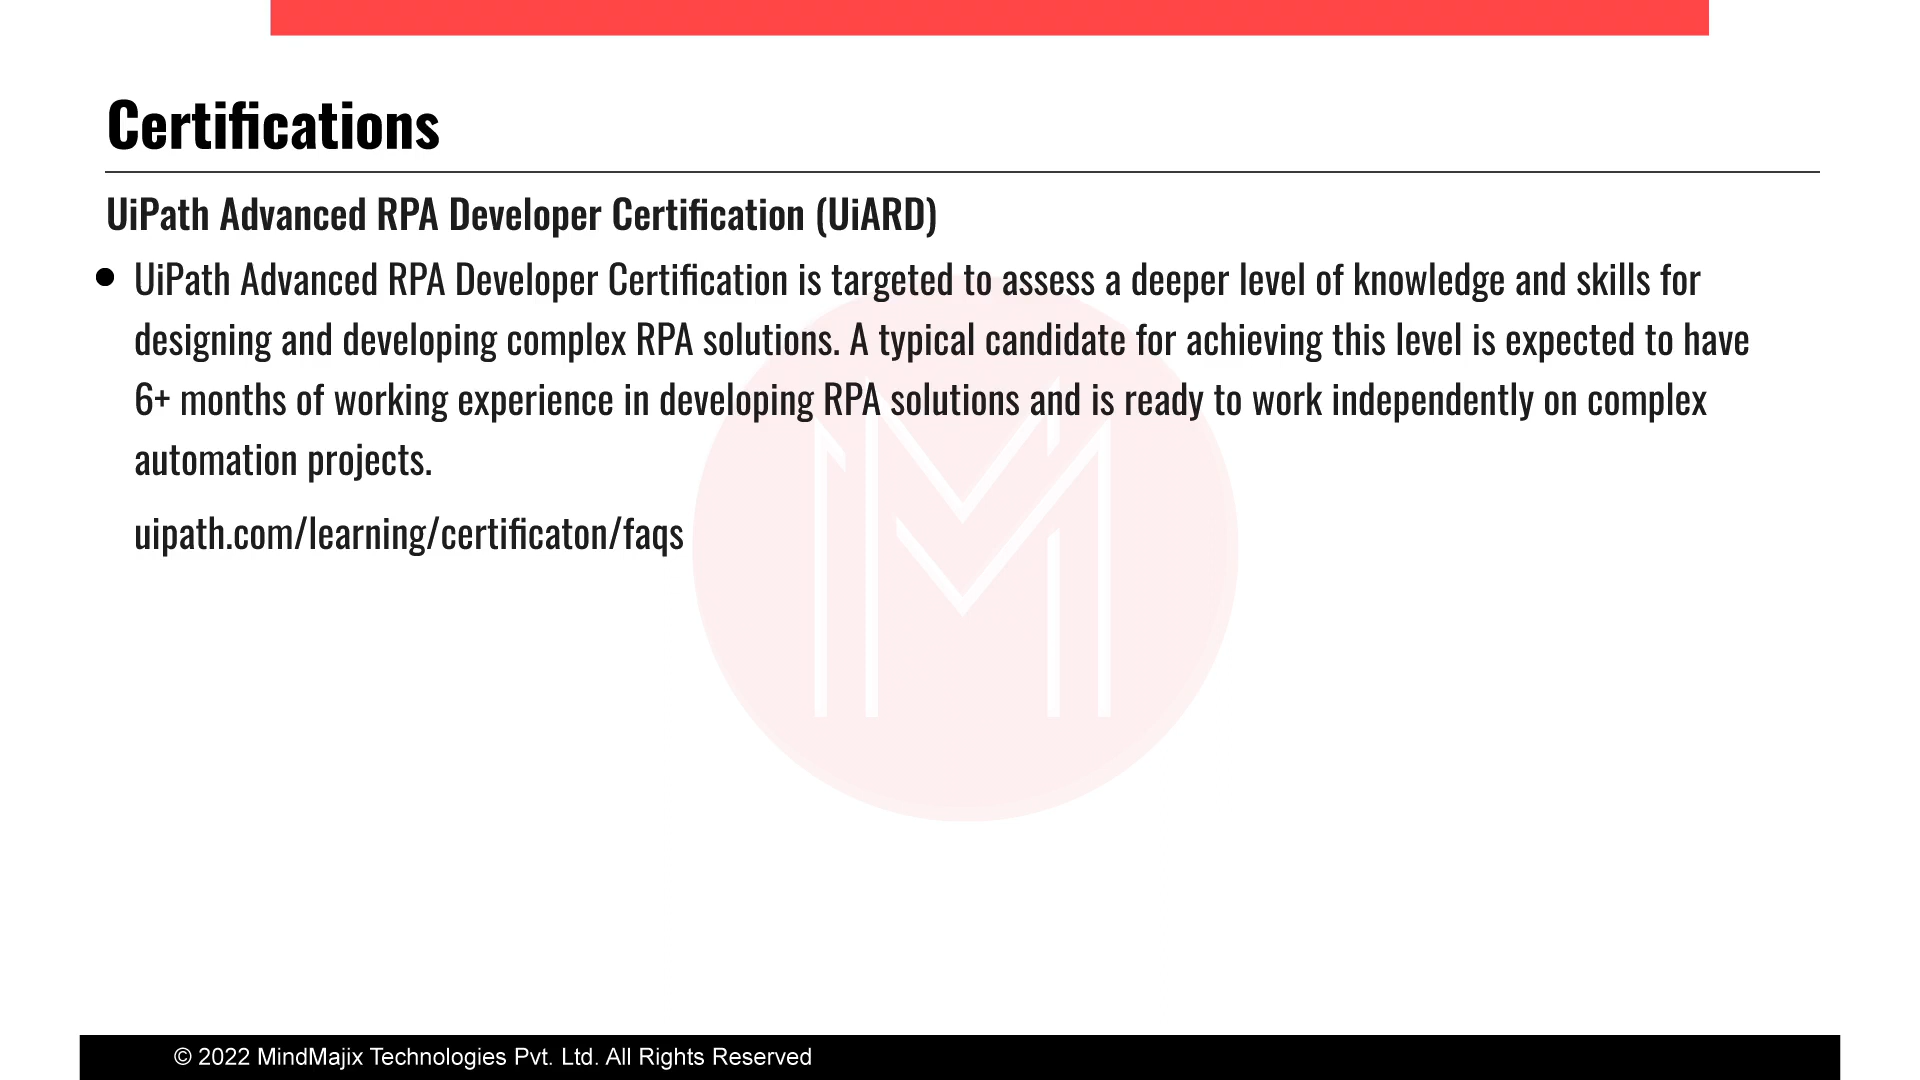 Certifications
UiPath Advanced RPA Developer Certification (UiARD)
● UiPath Advanced RPA Developer Certification is targeted to assess a deeper level of knowledge and skills for
designing and developing complex RPA solutions. A typical candidate for achieving this level is expected to have
6+ months of working experience in developing RPA solutions and is ready to work independently on complex
automation projects.
uipath.com/learning/certificaton/faqs
© 2022 MindMajix Technologies Pvt. Ltd. All Rights Reserved